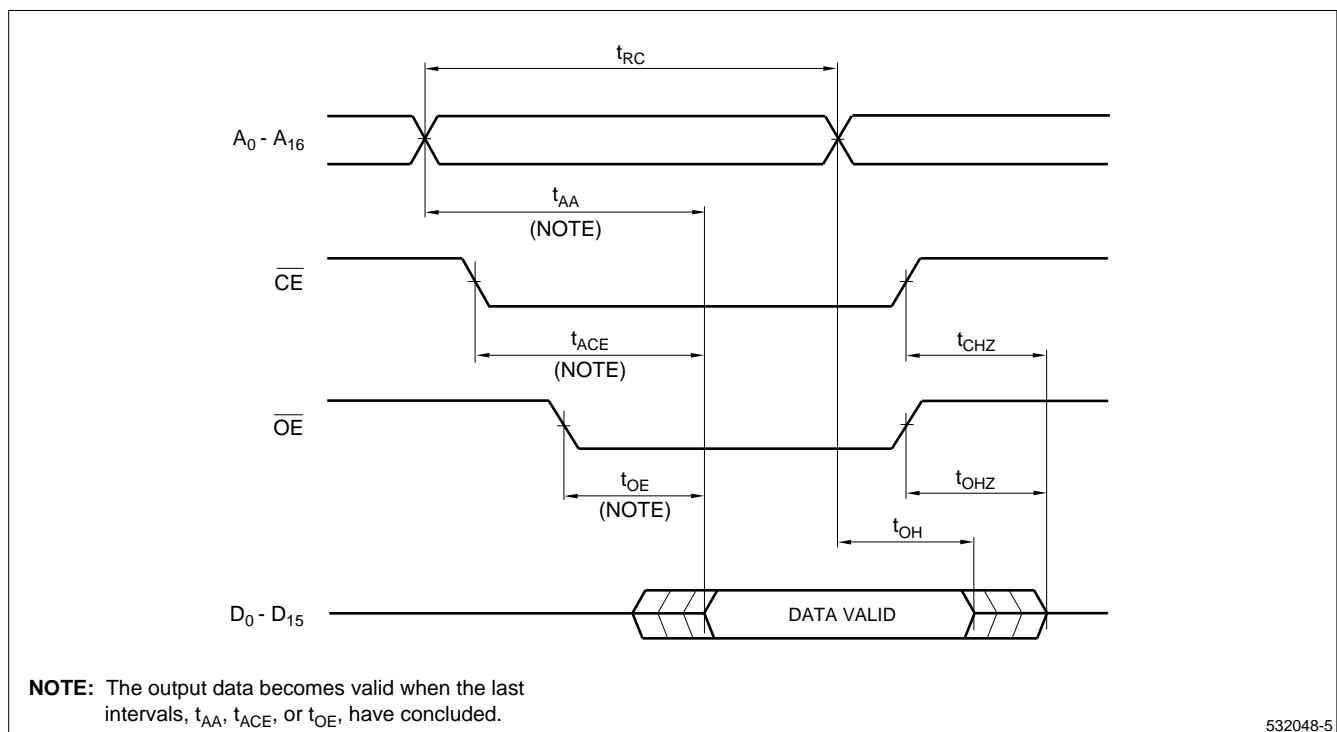 tRC
A0 - A16
tAA
(NOTE)
CE
tACE
(NOTE)
tCHZ
OE
tOE
(NOTE)
tOHZ
tOH
D0 - D15
DATA VALID
NOTE: The output data becomes valid when the last
intervals, tAA, tACE, or tOE, have concluded.
532048-5